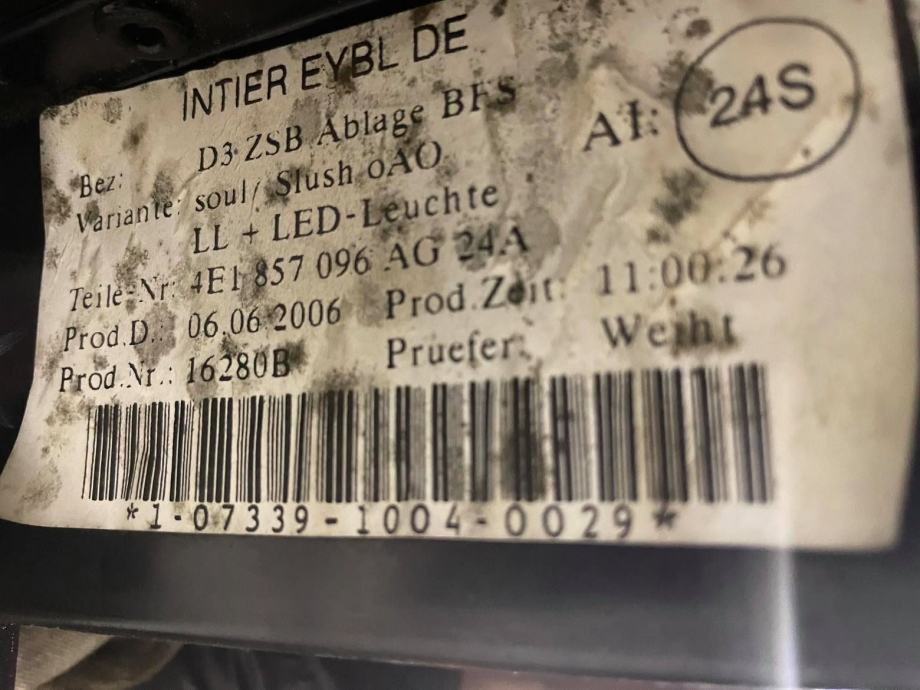 INTIER EYBL DE
Bez: D3 ZSB Ablage BFS AI: 24S
Variante: soul/ Slush oAO
LL + LED-Leuchte
Teile-Nr: 4E1 857 096 AG 24A
Prod.D.: 06.06.2006 Prod.Zeit: 11:00:26
Prod.Nr.: 16280B Pruefer:
*1-07339-1004-0029*